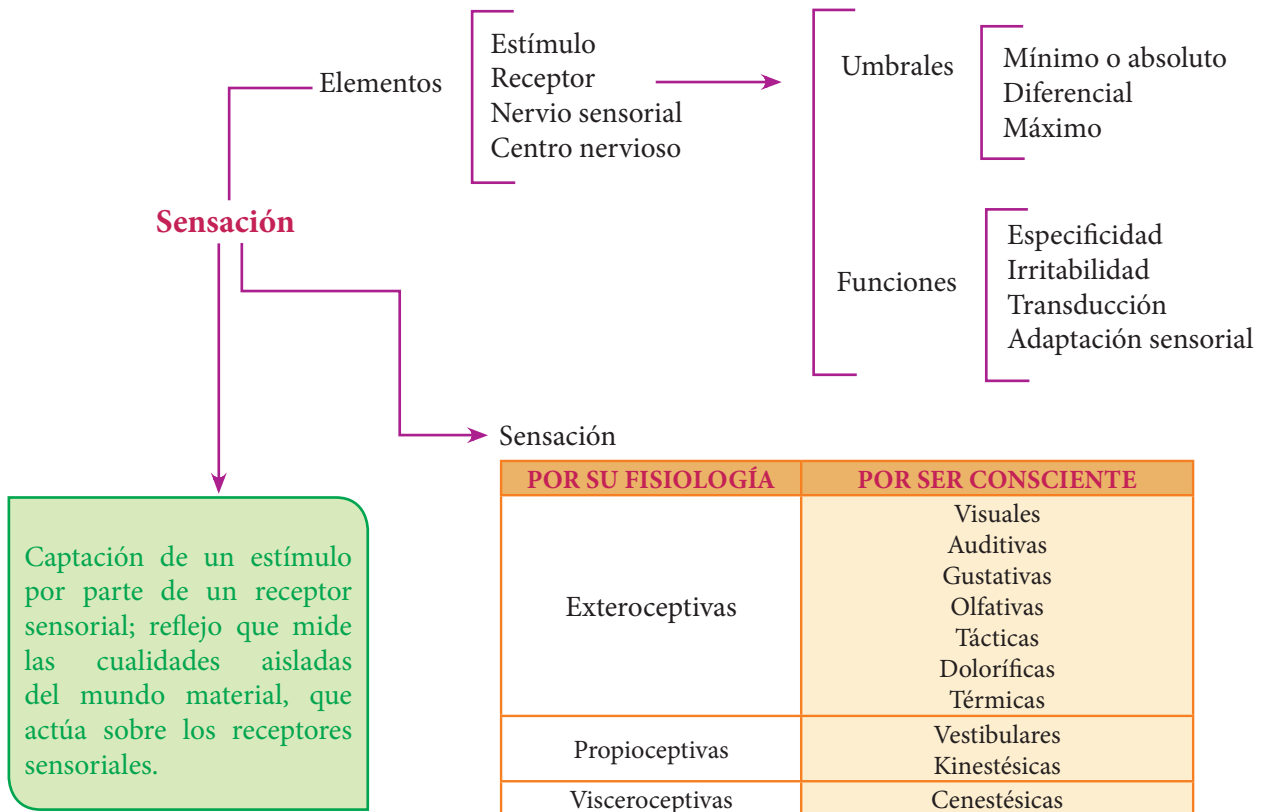 Elementos
Estímulo
Receptor
Nervio sensorial
Centro nervioso
Umbrales
Mínimo o absoluto
Diferencial
Máximo
Funciones
Especificidad
Irritabilidad
Transducción
Adaptación sensorial
Sensación
Captación de un estímulo
por parte de un receptor
sensorial; reflejo que mide
las cualidades aisladas
del mundo material, que
actúa sobre los receptores
sensoriales.
Sensación
POR SU FISIOLOGÍA POR SER CONSCIENTE
Exteroceptivas
Visuales
Auditivas
Gustativas
Olfativas
Tácticas
Doloríficas
Térmicas
Propioceptivas
Vestibulares
Kinestésicas
Visceroceptivas Cenestésicas